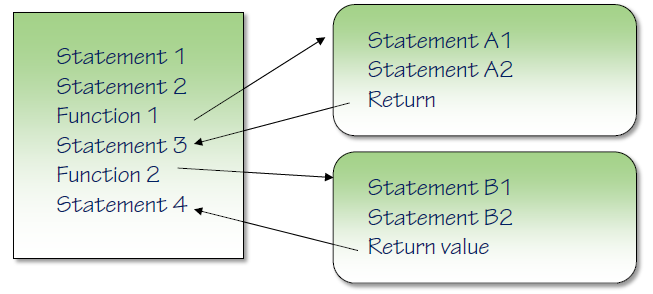 Statement 1
Statement 2
Function 1
Statement 3
Function 2
Statement 4
Statement A1
Statement A2
Return
Statement B1
Statement B2
Return value